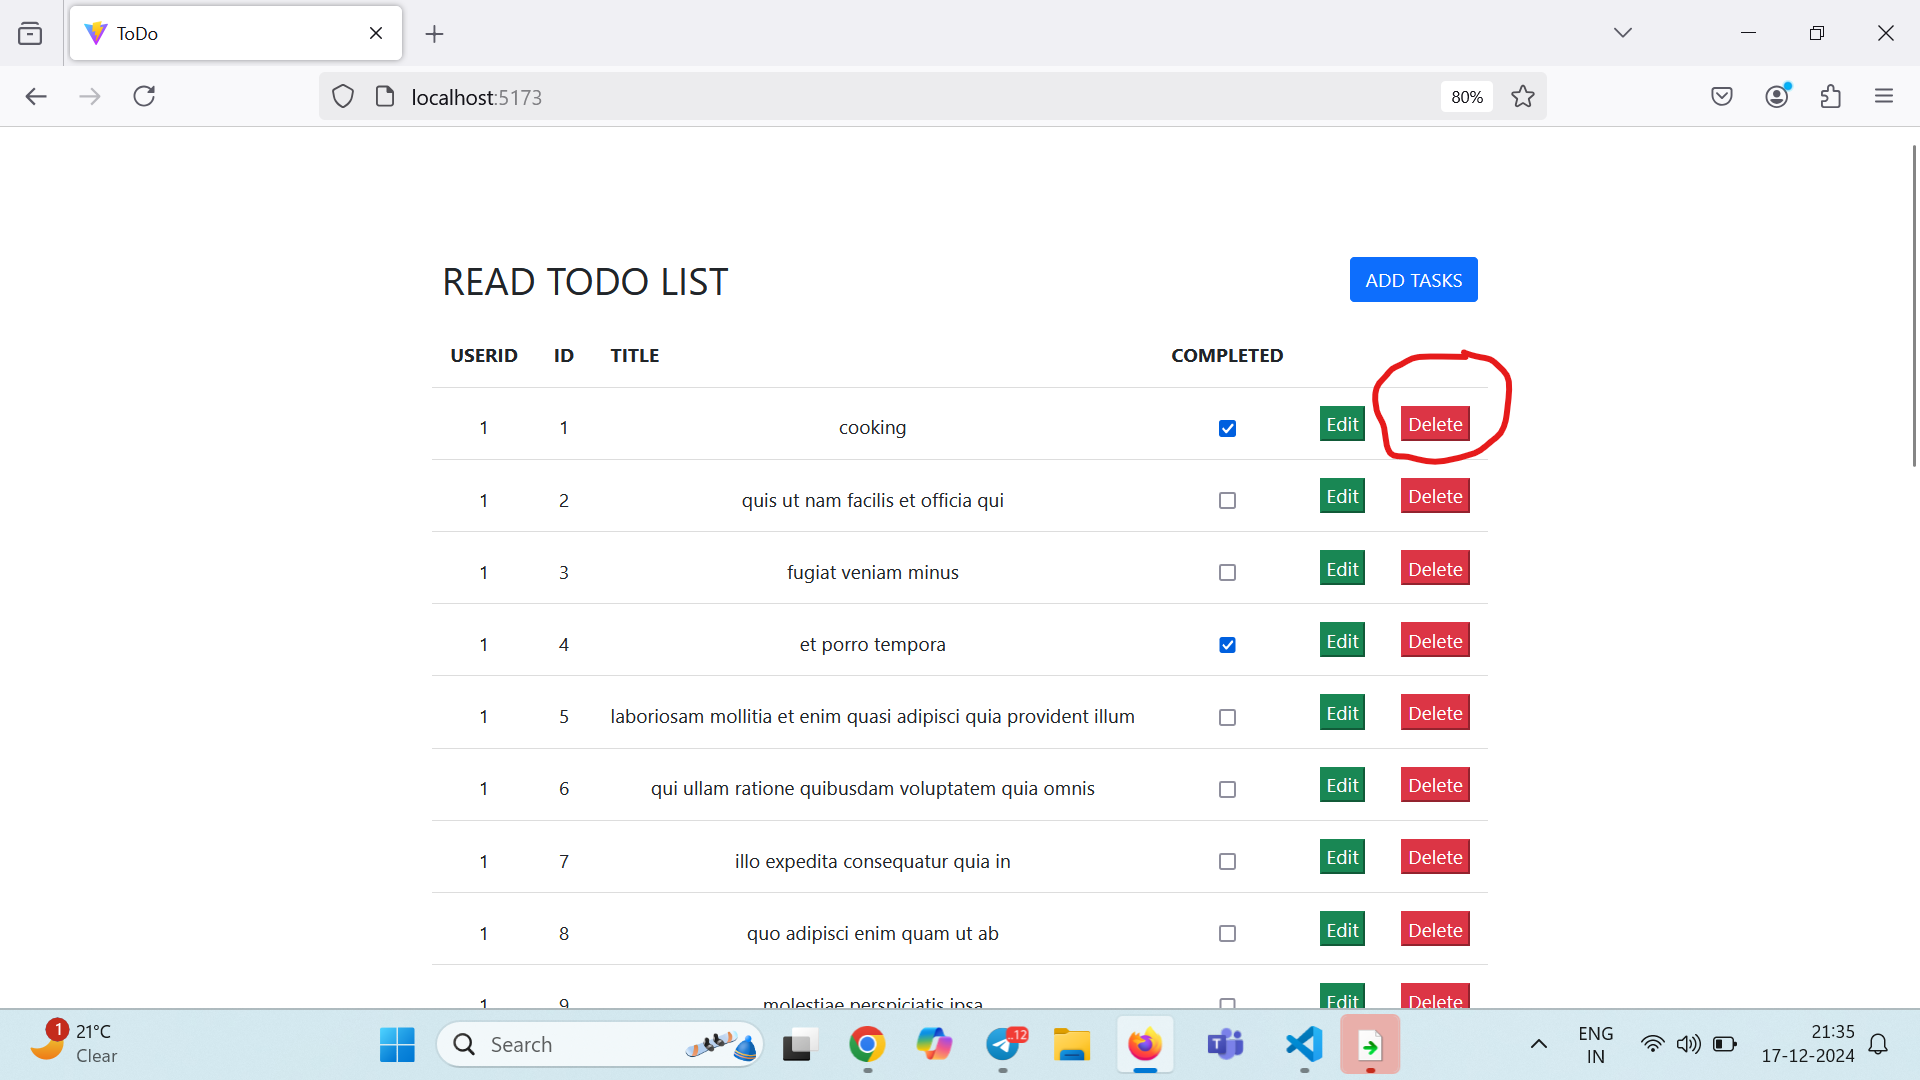 ToDo
localhost:5173
80%
READ TODO LIST
ADD TASKS
USERID ID TITLE COMPLETED
1 1 cooking Edit Delete
1 2 quis ut nam facilis et officia qui Edit Delete
1 3 fugiat veniam minus Edit Delete
1 4 et porro tempora Edit Delete
1 5 laboriosam mollitia et enim quasi adipisci quia provident illum Edit Delete
1 6 qui ullam ratione quibusdam voluptatem quia omnis Edit Delete
1 7 illo expedita consequatur quia in Edit Delete
1 8 quo adipisci enim quam ut ab Edit Delete
1 9 molestiae perspiciatis ipsa Edit Delete
1 21°C
Clear
Search
..12
T
ENG
IN
21:35
17-12-2024